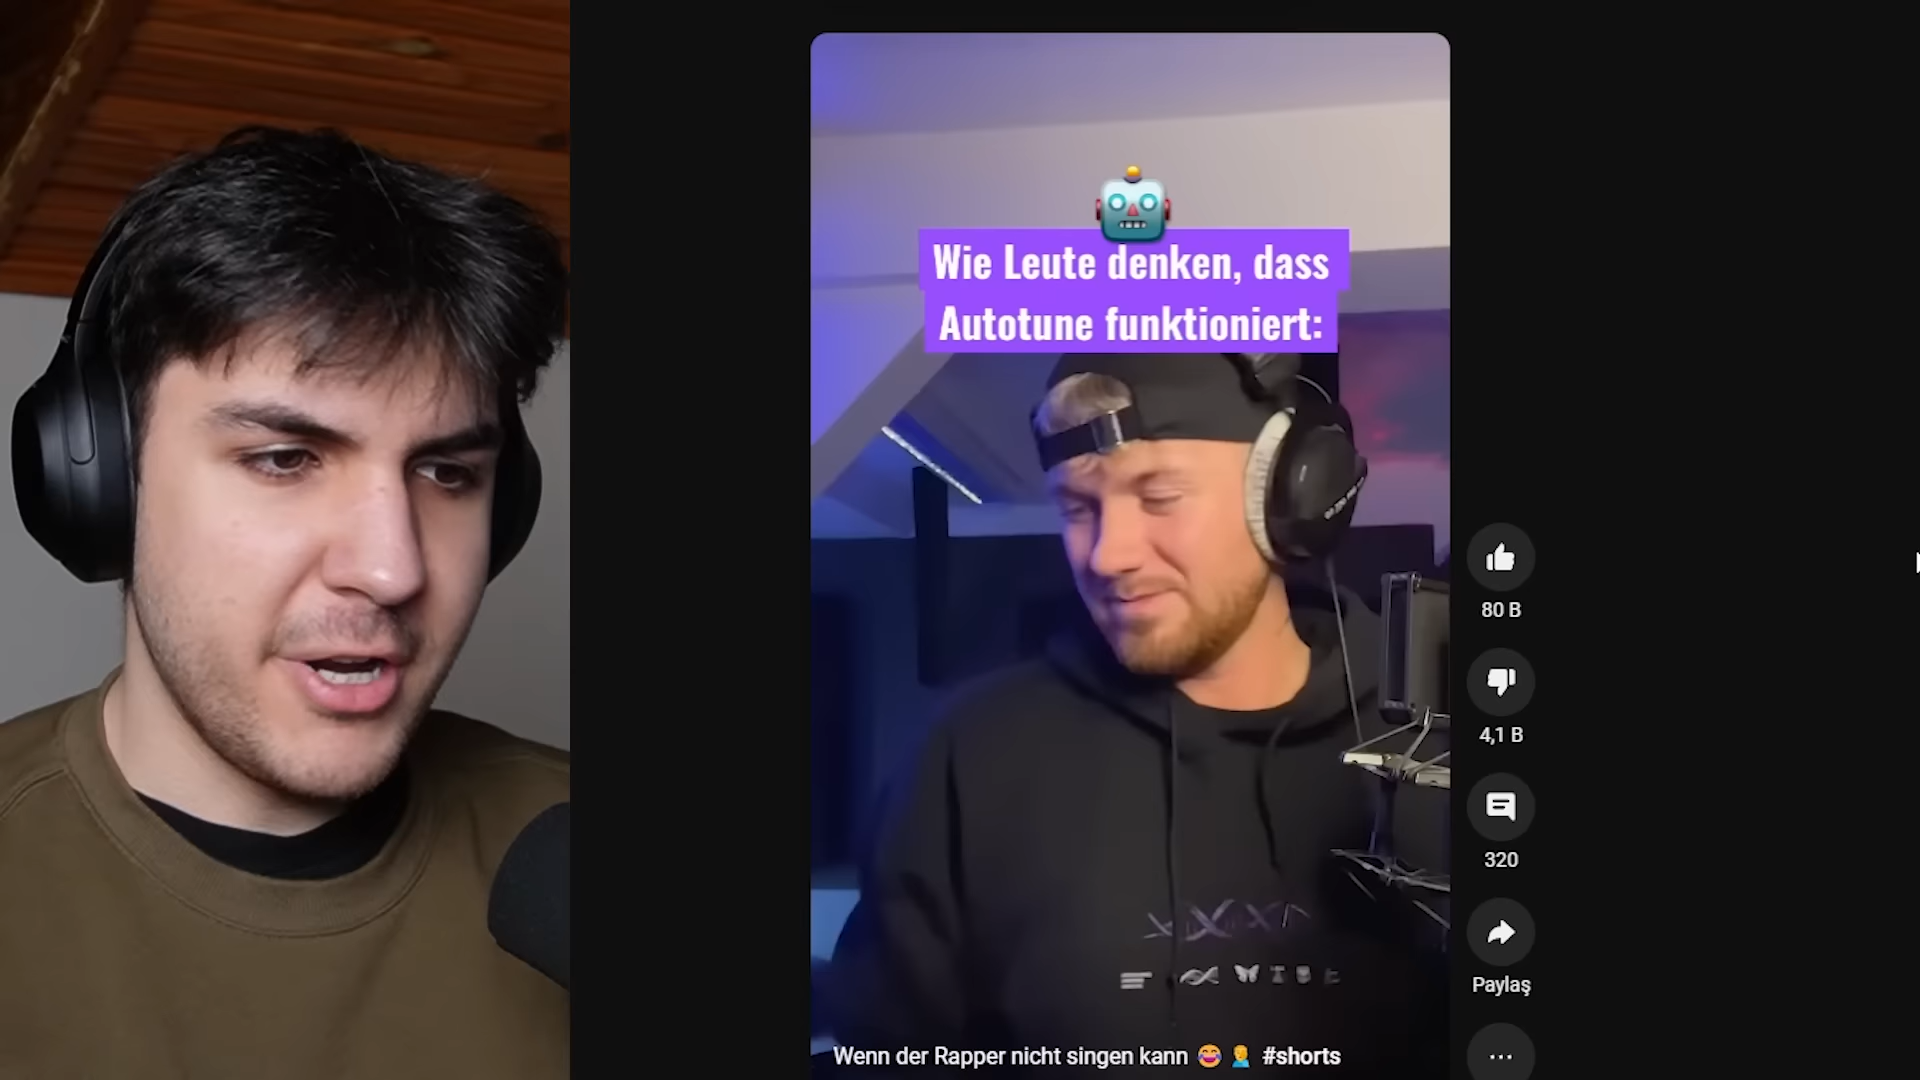 Wie Leute denken, dass
Autotune funktioniert:
80 B
4,1 B
320
Paylaş
Wenn der Rapper nicht singen kann 😂 🤦‍♂️ #shorts